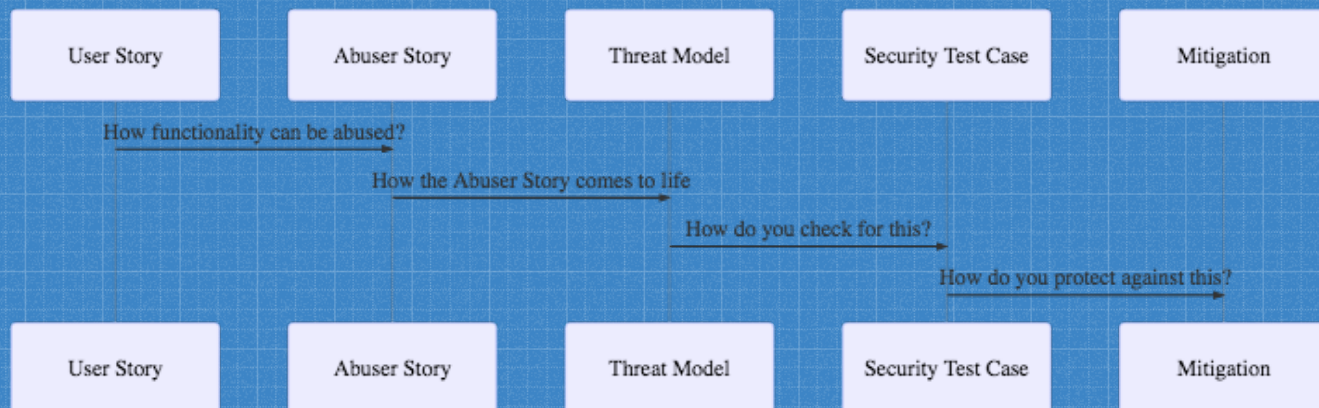 User Story
Abuser Story
Threat Model
Security Test Case
Mitigation
How functionality can be abused?
How the Abuser Story comes to life
How do you check for this?
How do you protect against this?
User Story
Abuser Story
Threat Model
Security Test Case
Mitigation